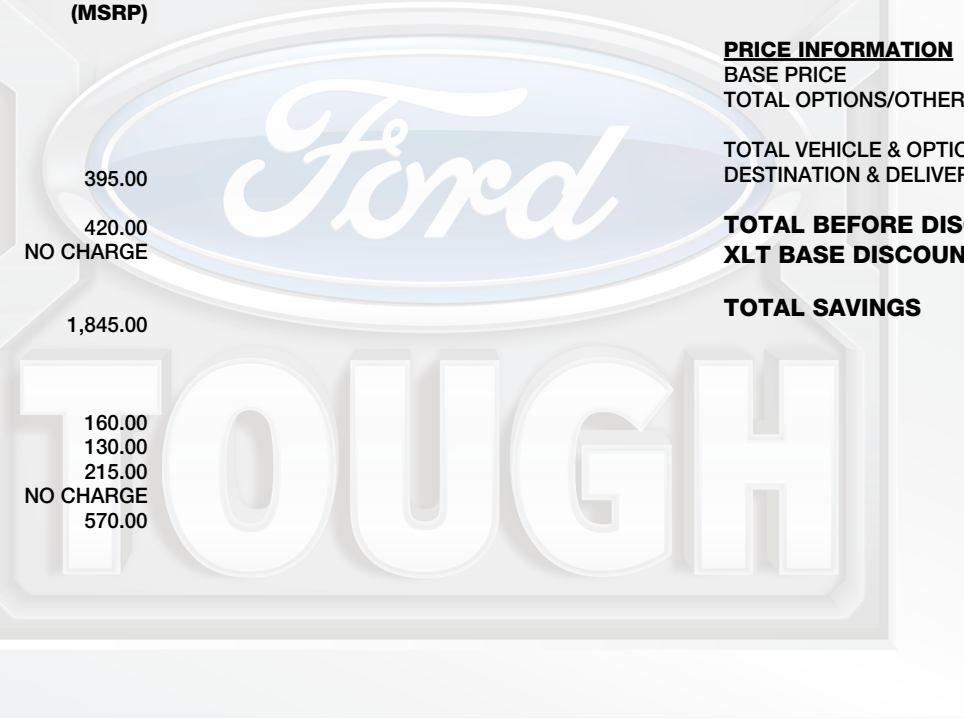 (MSRP)
395.00
420.00
NO CHARGE
1,845.00
160.00
130.00
215.00
NO CHARGE
570.00
PRICE INFORMATION
BASE PRICE
TOTAL OPTIONS/OTHER
TOTAL VEHICLE & OPTIO
DESTINATION & DELIVER
TOTAL BEFORE DIS
XLT BASE DISCOUN
TOTAL SAVINGS
Ford
TOUGH